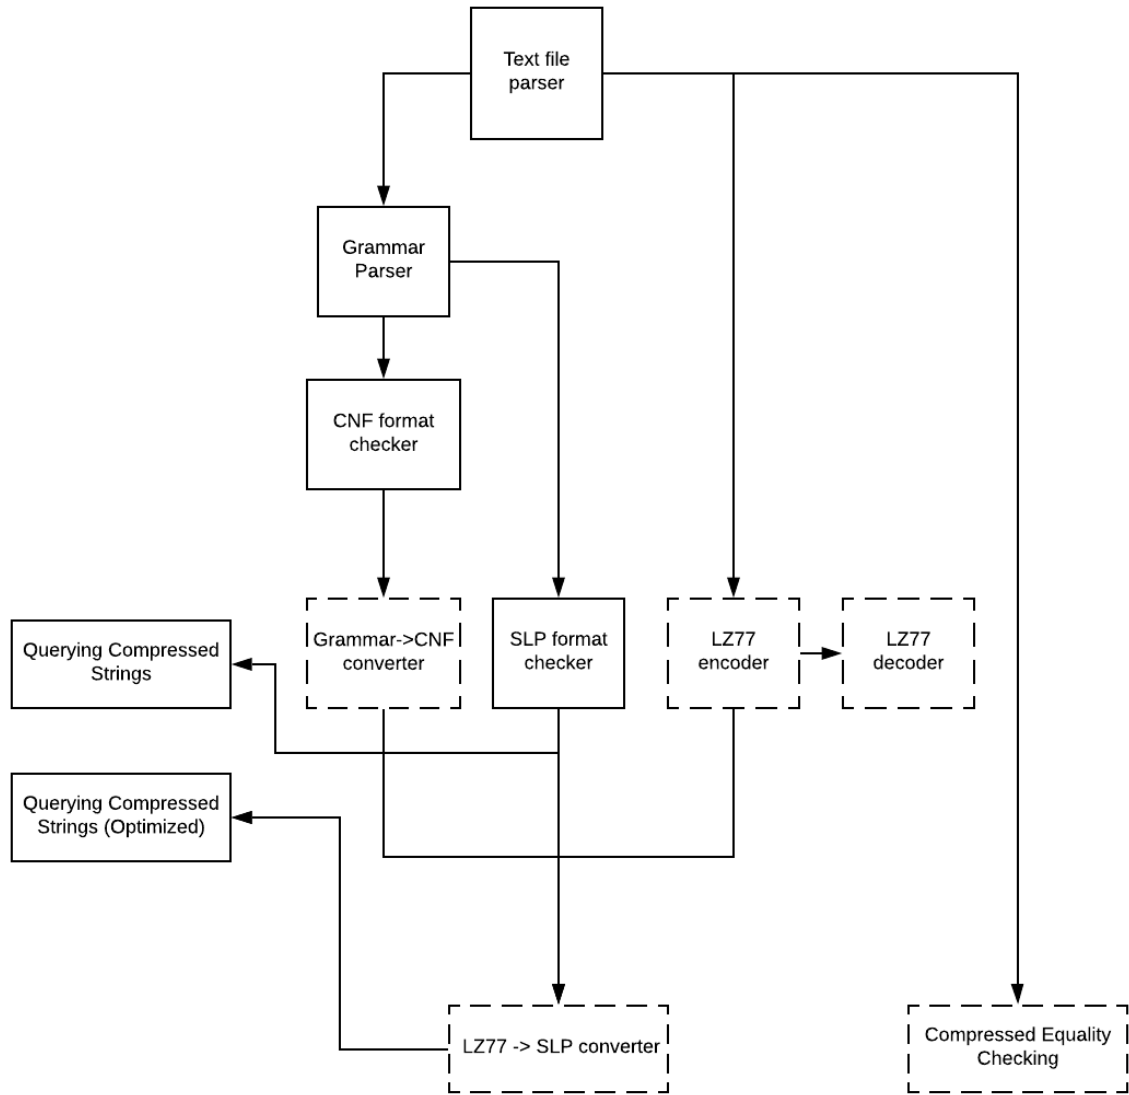 Text file
parser
Grammar
Parser
CNF format
checker
Grammar->CNF
converter
SLP format
checker
LZ77
encoder
LZ77
decoder
Querying Compressed
Strings
Querying Compressed
Strings (Optimized)
LZ77 -> SLP converter
Compressed Equality
Checking